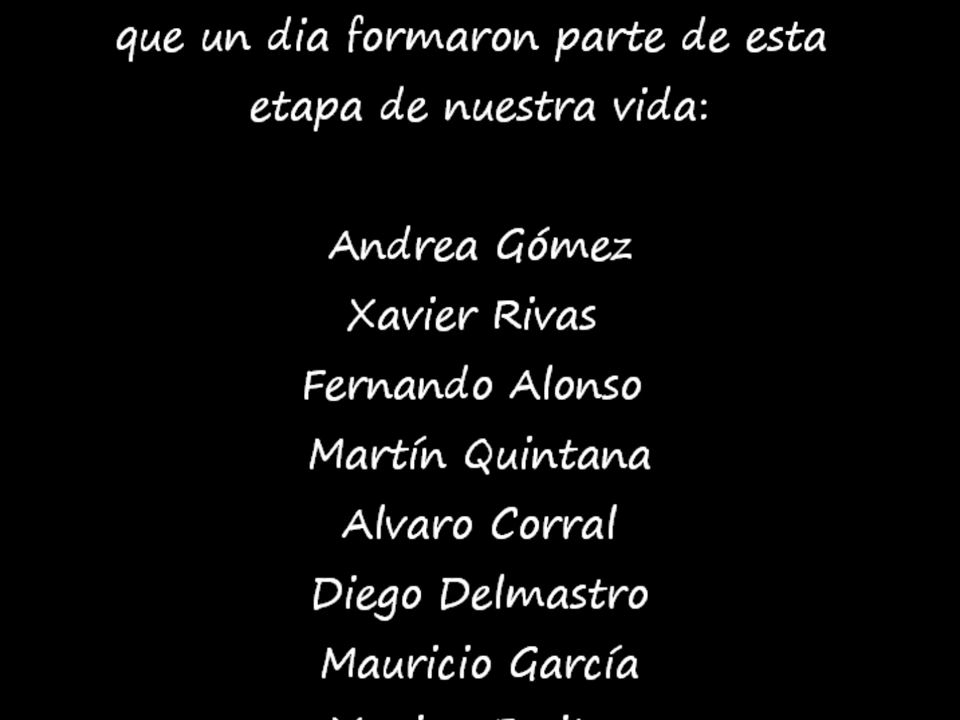 que un dia formaron parte de esta
etapa de nuestra vida:
Andrea Gómez
Xavier Rivas
Fernando Alonso
Martín Quintana
Alvaro Corral
Diego Delmastro
Mauricio García